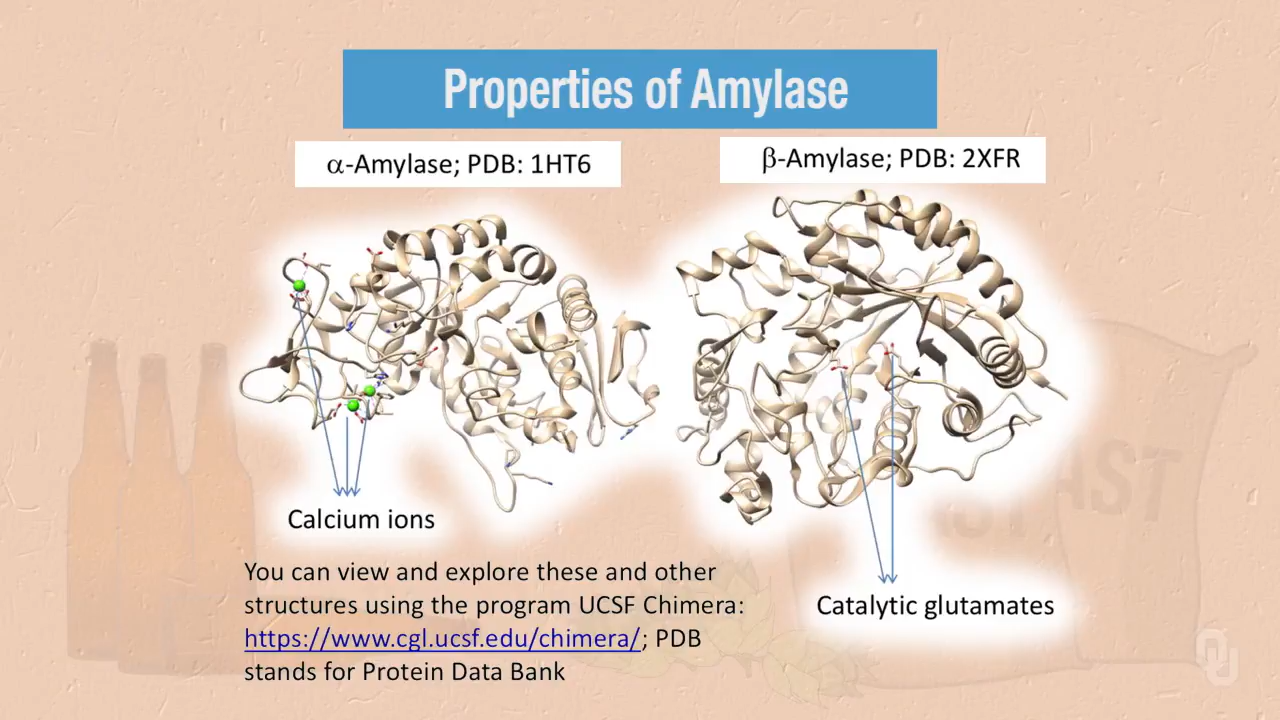 Properties of Amylase
α-Amylase; PDB: 1HT6
β-Amylase; PDB: 2XFR
Calcium ions
You can view and explore these and other
structures using the program UCSF Chimera:
https://www.cgl.ucsf.edu/chimera/; PDB
stands for Protein Data Bank
Catalytic glutamates
AST
OU